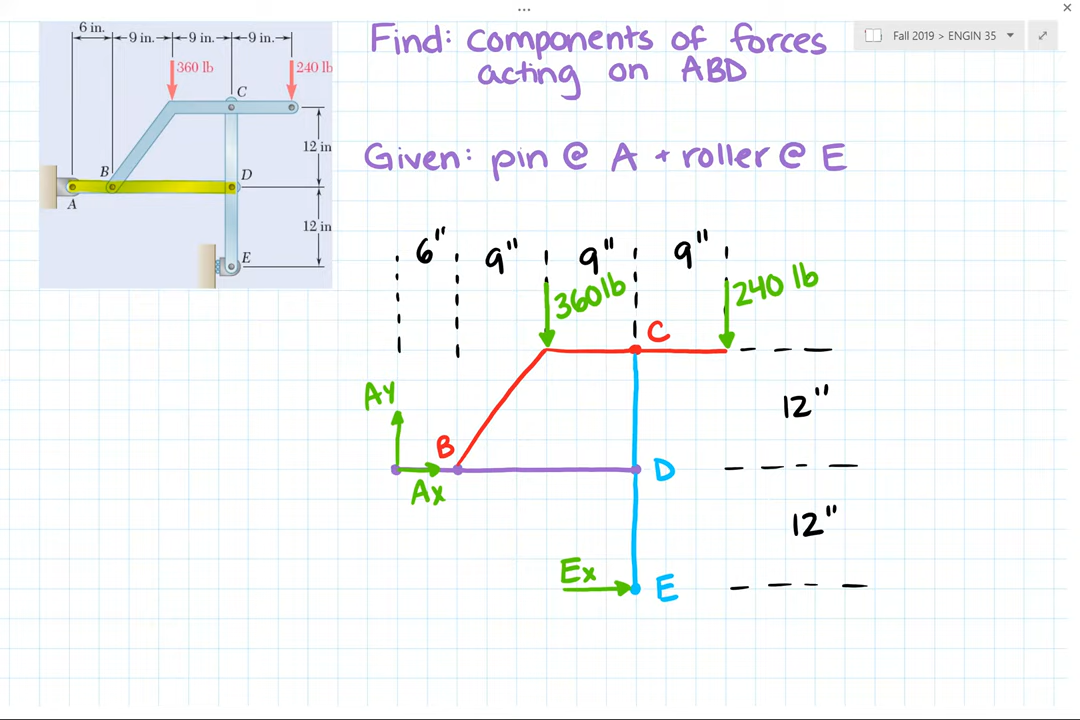 Find: components of forces
acting on ABD
Fall 2019 > ENGIN 35
6 in.
9 in.
9 in.
9 in.
360 lb
240 lb
C
12 in
B
D
A
12 in
E
Given: pin @ A + roller @ E
6"
9"
9"
9"
360 lb
240 lb
C
12"
Ay
B
D
Ax
12"
Ex
E